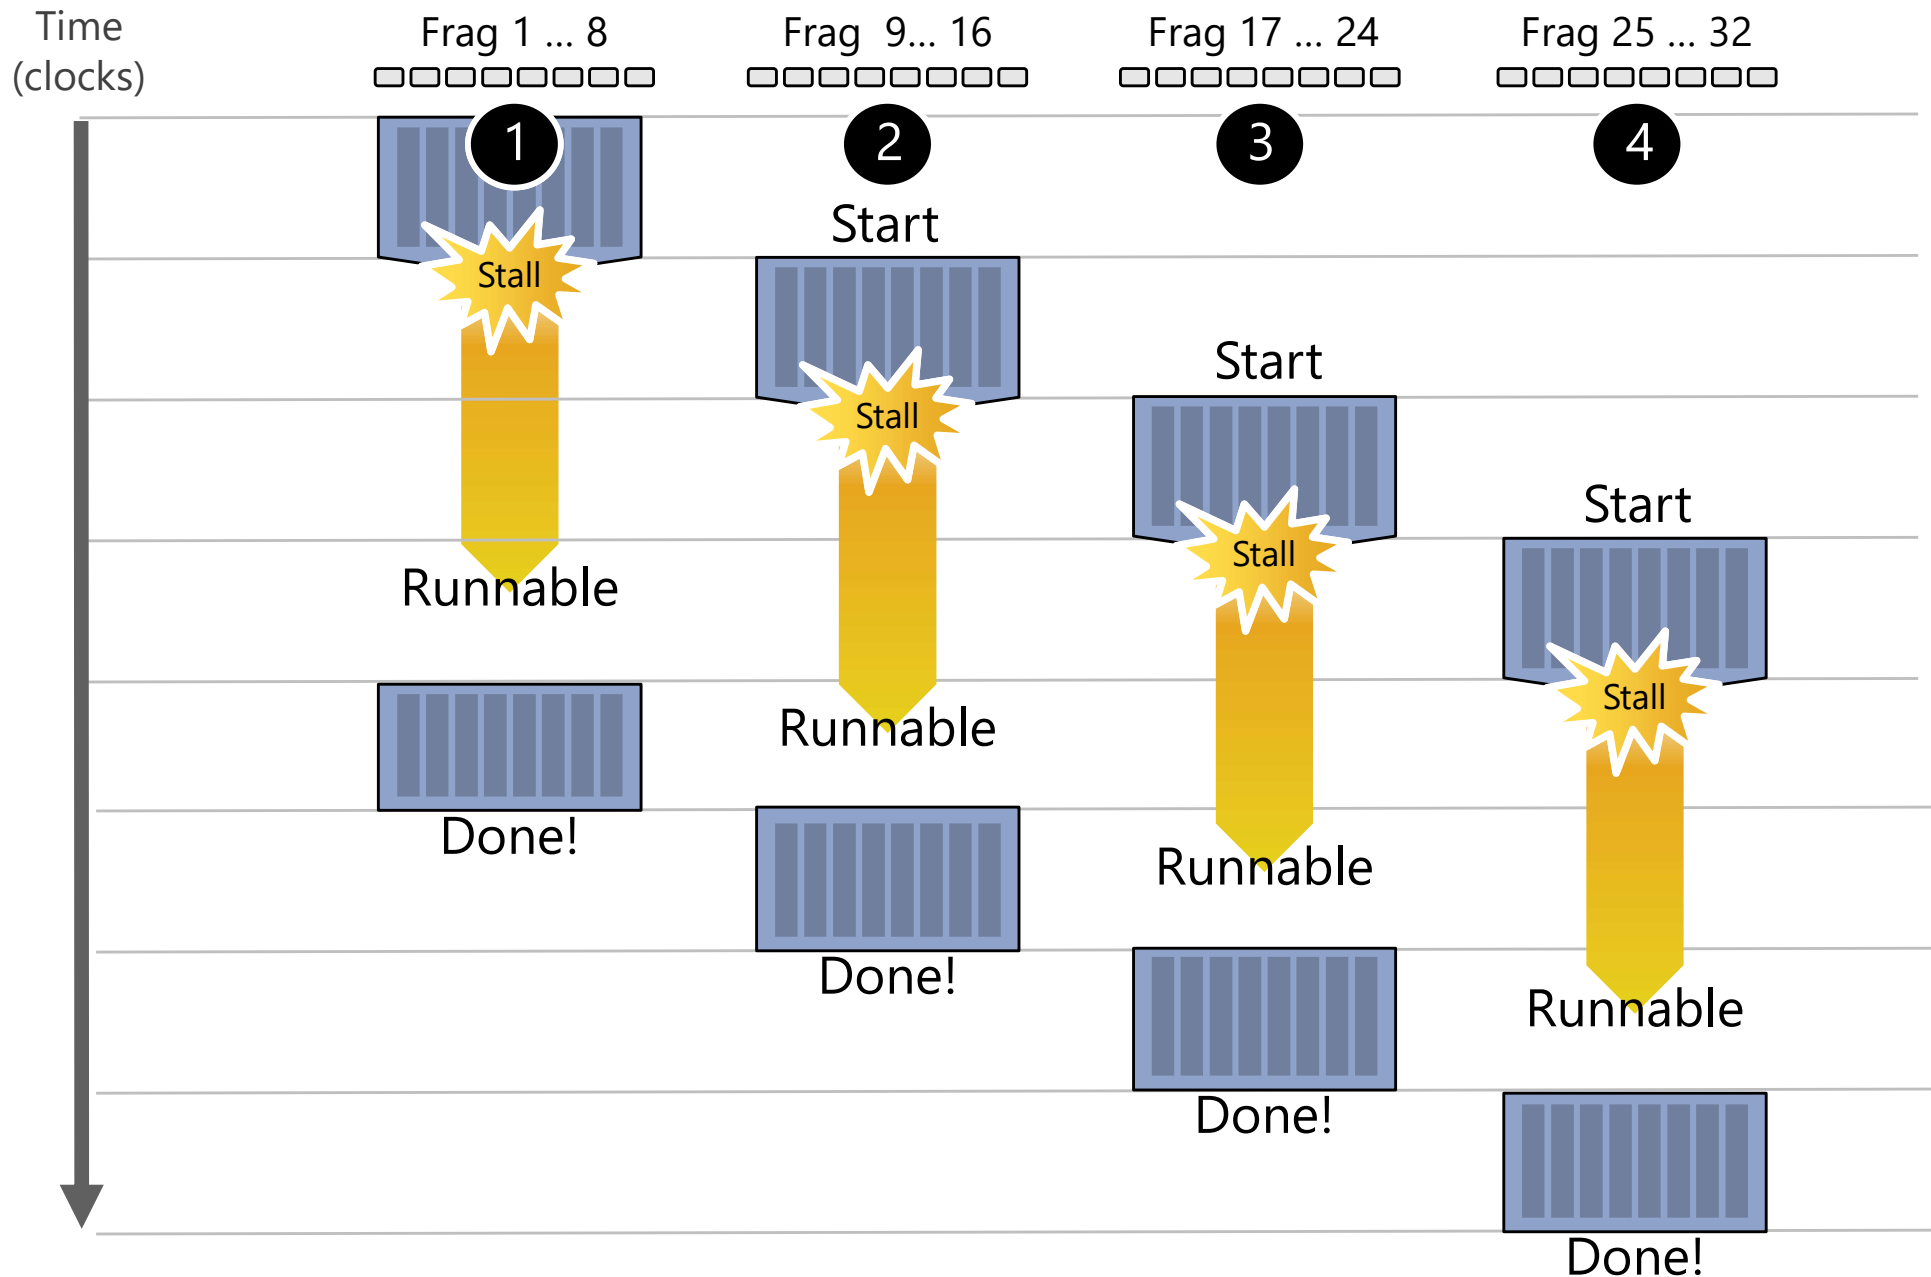 Time
(clocks)
Frag 1 ... 8
Frag  9... 16
Frag 17 ... 24
Frag 25 ... 32
1
2
3
4
Start
Stall
Start
Stall
Start
Stall
Runnable
Stall
Runnable
Done!
Runnable
Done!
Runnable
Done!
Done!